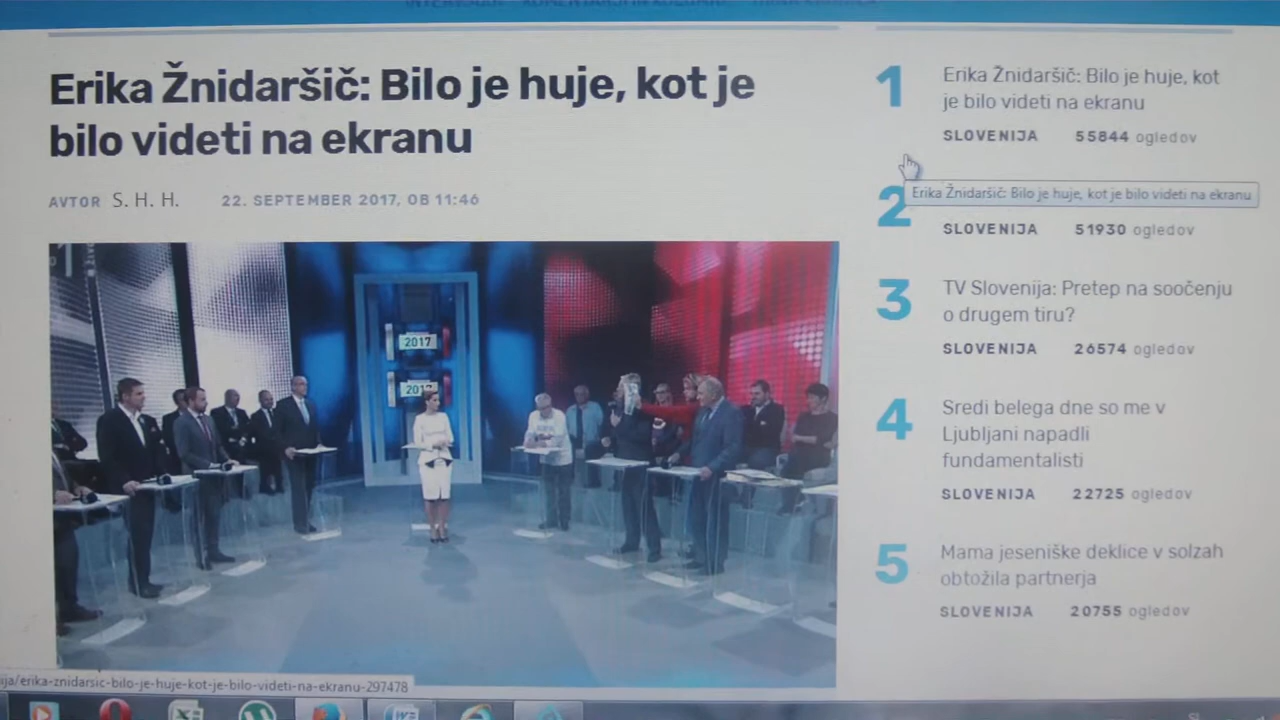 Erika Žnidaršič: Bilo je huje, kot je
bilo videti na ekranu
AVTOR S. H. H. 22. SEPTEMBER 2017, OB 11:46
2017
2017
1
Erika Žnidaršič: Bilo je huje, kot
je bilo videti na ekranu
SLOVENIJA 55844 ogledov
Erika Žnidaršič: Bilo je huje, kot je bilo videti na ekranu
2
SLOVENIJA 51930 ogledov
3
TV Slovenija: Pretep na soočenju
o drugem tiru?
SLOVENIJA 26574 ogledov
4
Sredi belega dne so me v
Ljubljani napadli
fundamentalisti
SLOVENIJA 22725 ogledov
5
Mama jeseniške deklice v solzah
obtožila partnerja
SLOVENIJA 20755 ogledov
ija/erika-znidarsic-bilo-je-huje-kot-je-bilo-videti-na-ekranu-297478